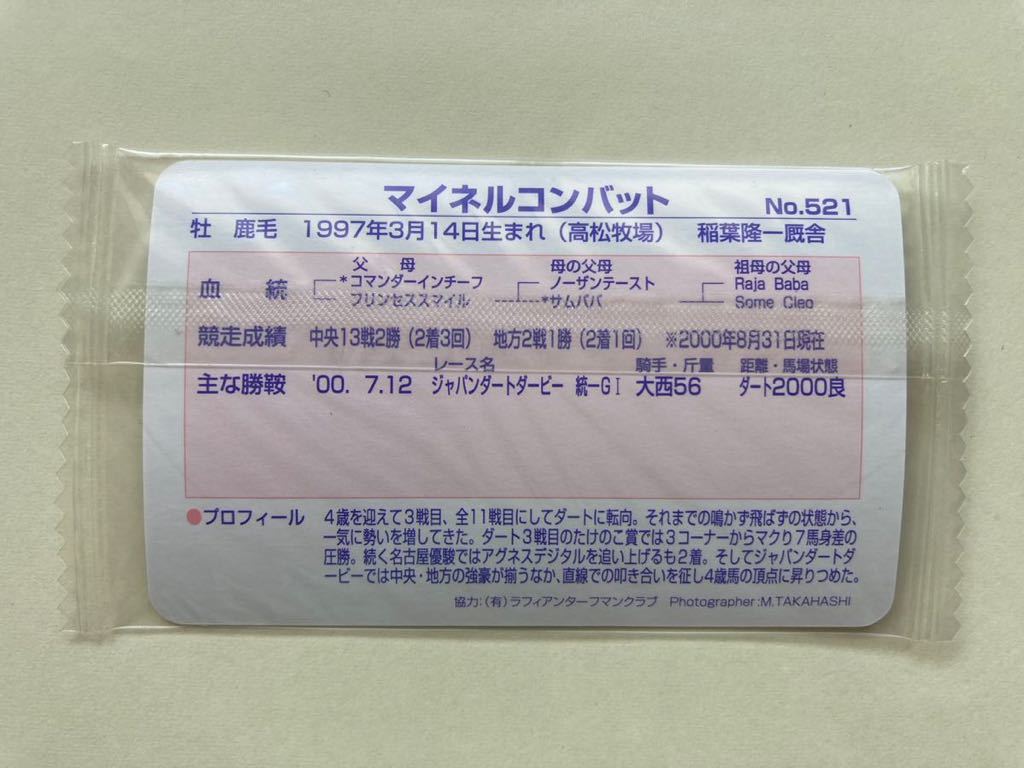 マイネルコンバット No.521
牡 鹿毛 1997年3月14日生まれ（高松牧場） 稲葉隆一厩舎
父 母 母の父母 祖母の父母
血 統 *コマンダーインチーフ ノーザンテースト Raja Baba
プリンセススマイル *サムババ Some Cleo
競走成績 中央13戦2勝（2着3回） 地方2戦1勝（2着1回） ※2000年8月31日現在
レース名 騎手・斤量 距離・馬場状態
主な勝鞍 '00. 7.12 ジャパンダートダービー 統一GⅠ 大西56 ダート2000良
●プロフィール 4歳を迎えて3戦目、全11戦目にしてダートに転向。それまでの鳴かず飛ばずの状態から、
一気に勢いを増してきた。ダート3戦目のたけのこ賞では3コーナーからマクり7馬身差の
圧勝。続く名古屋優駿ではアグネスデジタルを追い上げるも2着。そしてジャパンダートダ
ービーでは中央・地方の強豪が揃うなか、直線での叩き合いを征し4歳馬の頂点に昇りつめた。
協力:（有）ラフィアンターフマンクラブ Photographer:M.TAKAHASHI